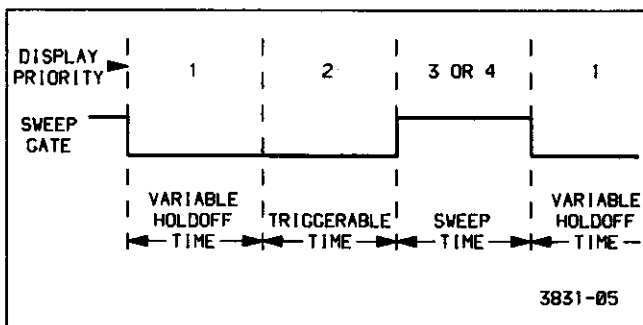 DISPLAY
PRIORITY
1
2
3 OR 4
1
SWEEP
GATE
VARIABLE
HOLDOFF
TIME
TRIGGERABLE
TIME
SWEEP
TIME
VARIABLE
HOLDOFF
TIME
3831-05